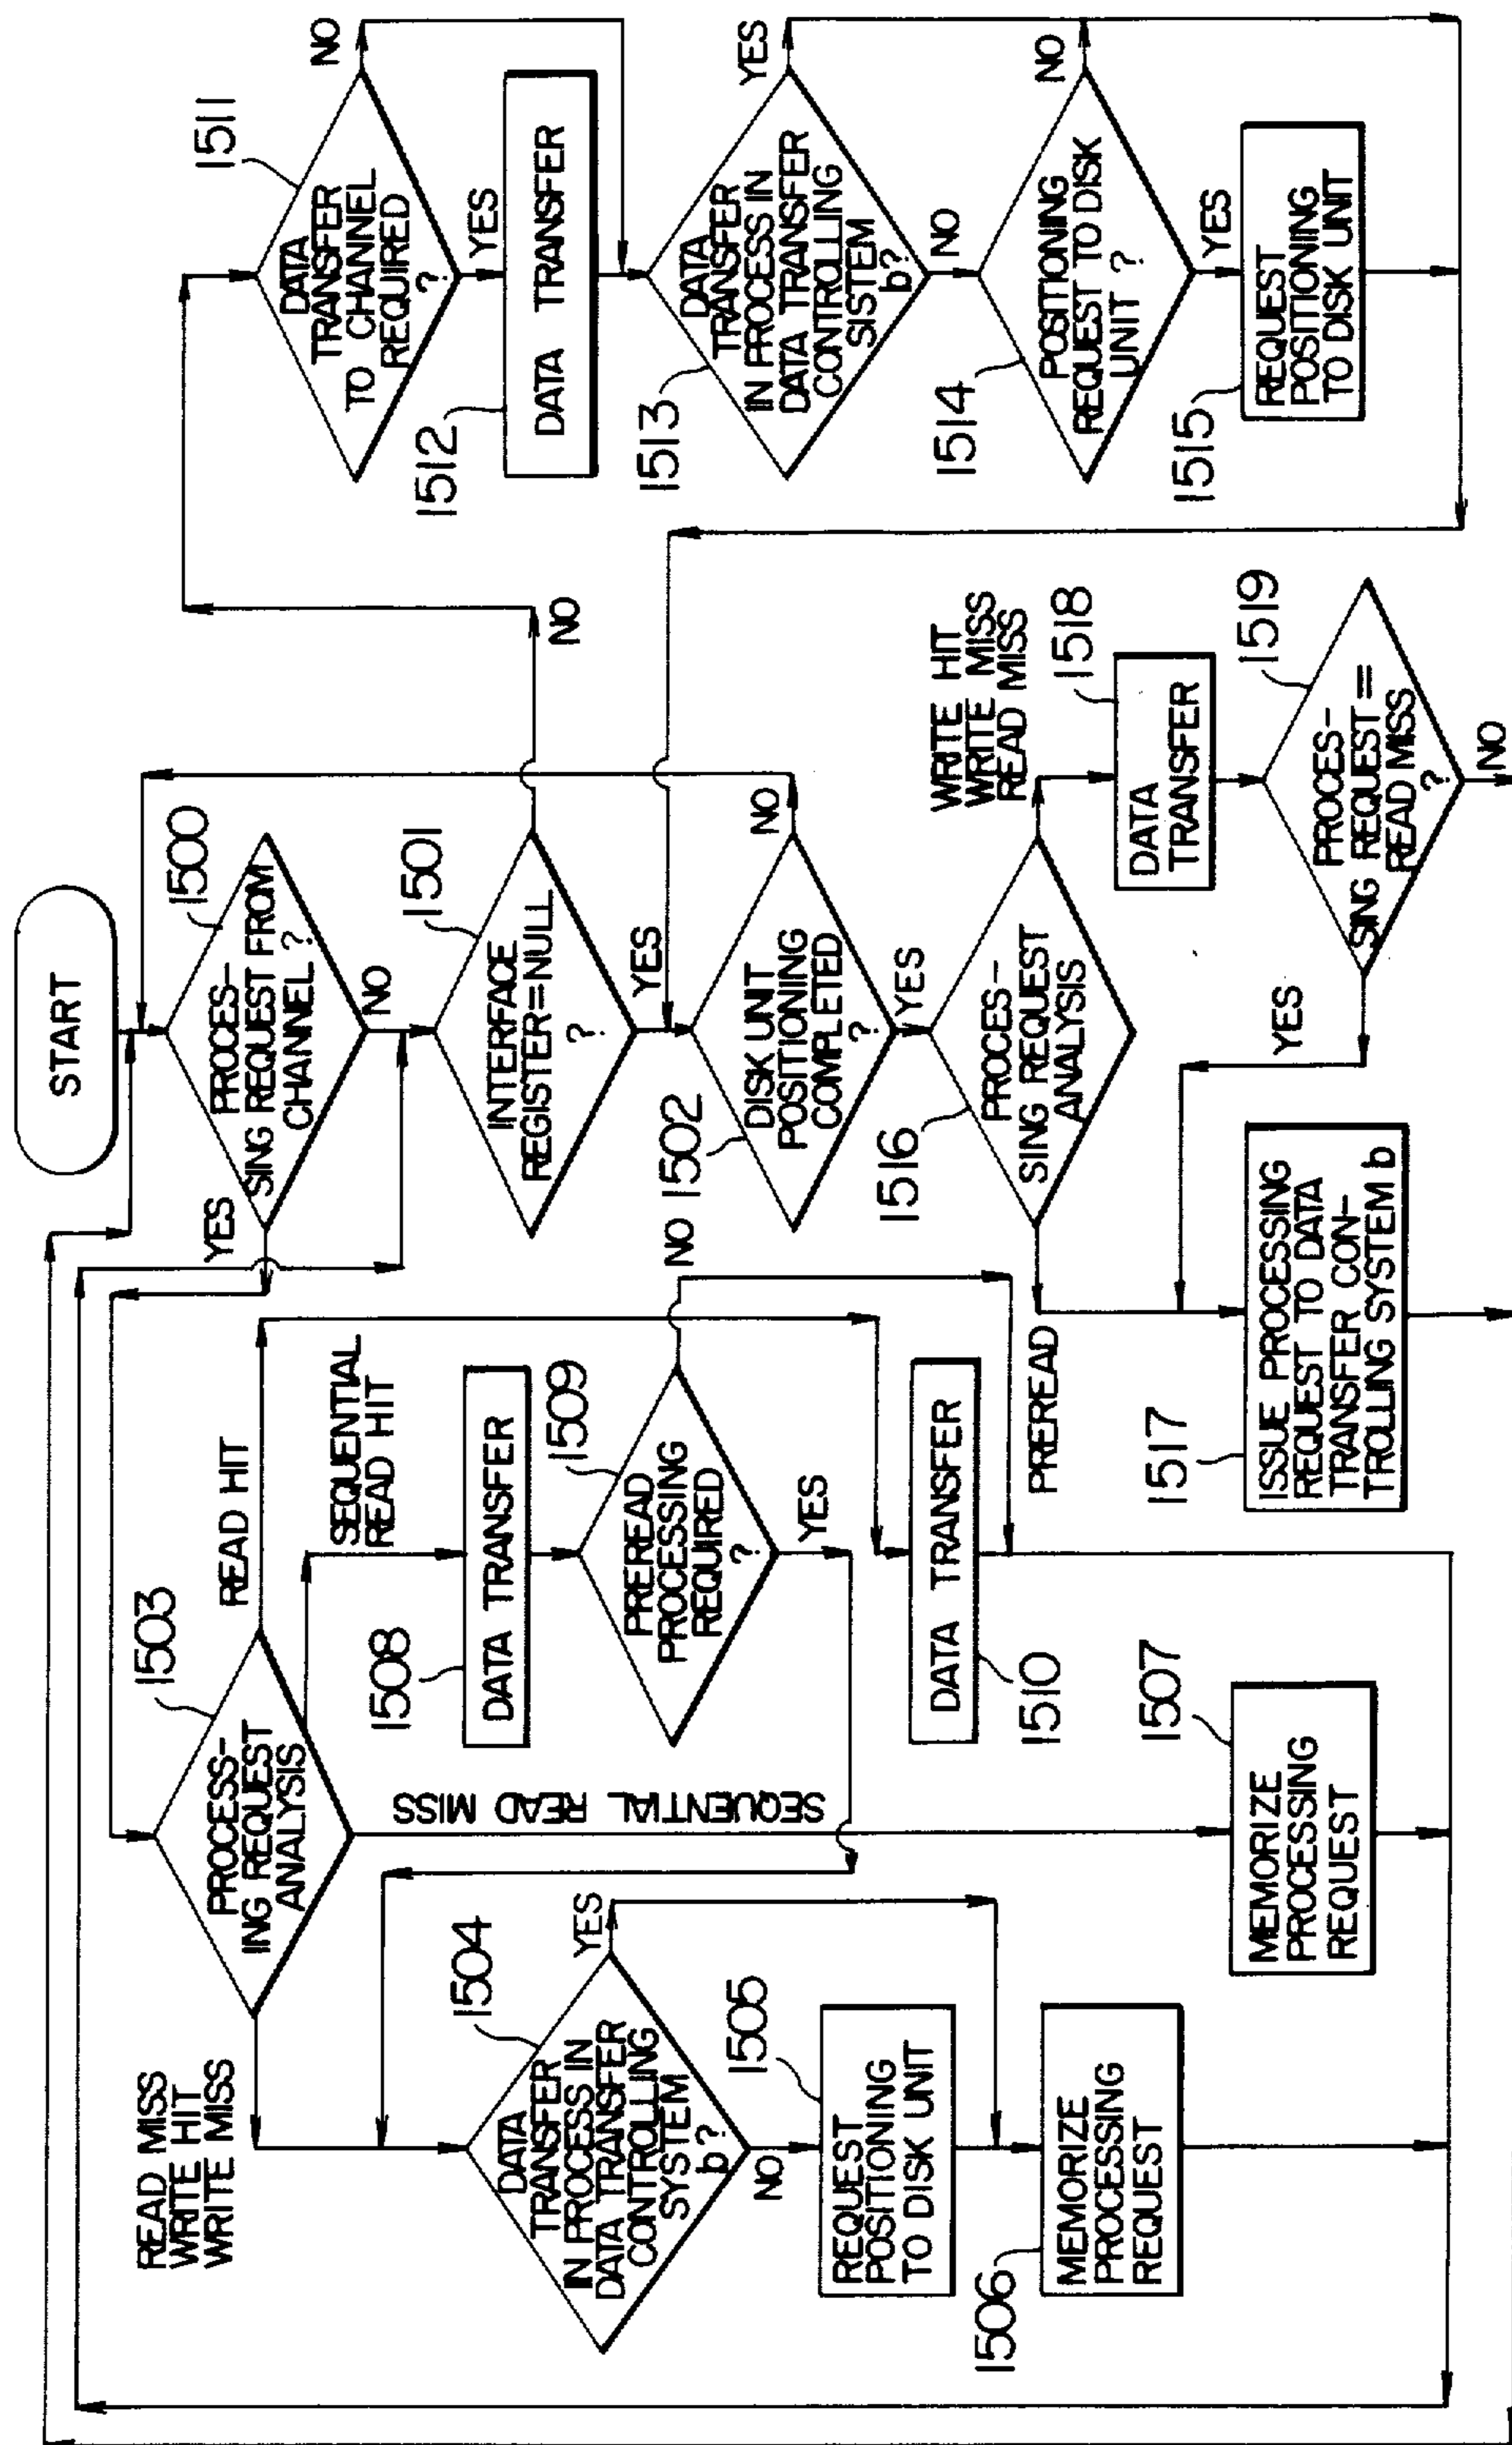 START
PROCES-
SING REQUEST FROM
CHANNEL ?
1500
YES
NO
INTERFACE
REGISTER=NULL
?
1501
NO
YES
DISK UNIT
POSITIONING
COMPLETED
?
1502
NO
YES
PROCES-
SING REQUEST
ANALYSIS
1516
PREREAD
WRITE HIT
WRITE MISS
READ MISS
ISSUE PROCESSING
REQUEST TO DATA
TRANSFER CON-
TROLLING SYSTEM b
1517
DATA
TRANSFER
1518
PROCES-
SING REQUEST =
READ MISS
?
1519
YES
NO
PROCESS-
ING REQUEST
ANALYSIS
1503
READ HIT
SEQUENTIAL
READ HIT
SEQUENTIAL READ MISS
READ MISS
WRITE HIT
WRITE MISS
DATA
TRANSFER
IN PROCESS IN
DATA TRANSFER
CONTROLLING
SYSTEM
b?
1504
YES
NO
REQUEST
POSITIONING
TO DISK UNIT
1505
MEMORIZE
PROCESSING
REQUEST
1506
MEMORIZE
PROCESSING
REQUEST
1507
DATA TRANSFER
1508
PREREAD
PROCESSING
REQUIRED
?
1509
NO
YES
DATA TRANSFER
1510
DATA
TRANSFER
TO CHANNEL
REQUIRED
?
1511
NO
YES
DATA TRANSFER
1512
DATA
TRANSFER
IN PROCESS IN
DATA TRANSFER
CONTROLLING
SISTEM
b?
1513
YES
NO
POSITIONING
REQUEST TO DISK
UNIT ?
1514
NO
YES
REQUEST
POSITIONING
TO DISK UNIT
1515